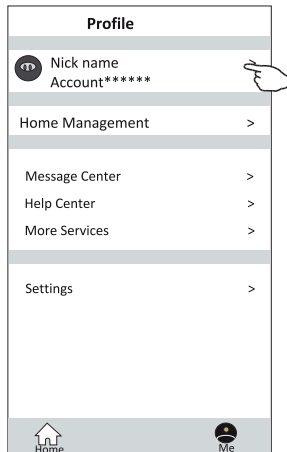 Profile
Nick name
Account******
Home Management >
Message Center >
Help Center >
More Services >
Settings >
Home Me